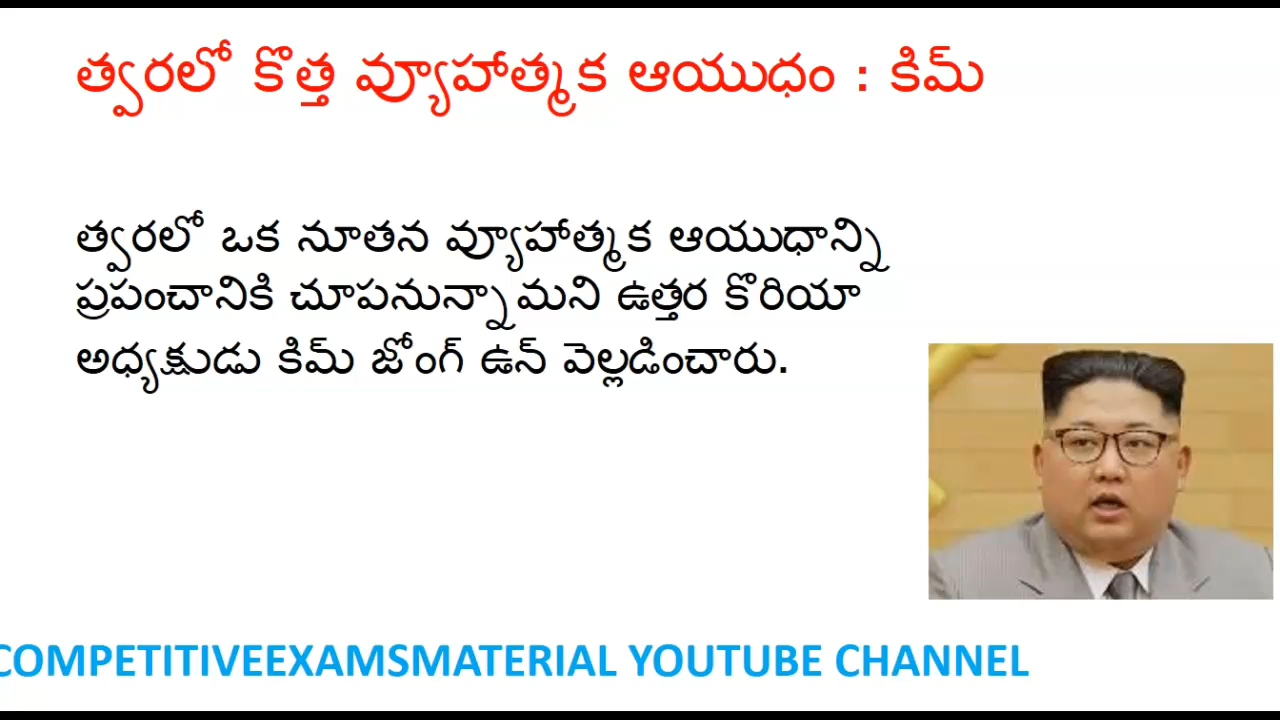 త్వరలో కొత్త వ్యూహాత్మక ఆయుధం : కిమ్
త్వరలో ఒక నూతన వ్యూహాత్మక ఆయుధాన్ని
ప్రపంచానికి చూపనున్నామని ఉత్తర కొరియా
అధ్యక్షుడు కిమ్ జోంగ్ ఉన్ వెల్లడించారు.
COMPETITIVEEXAMSMATERIAL YOUTUBE CHANNEL